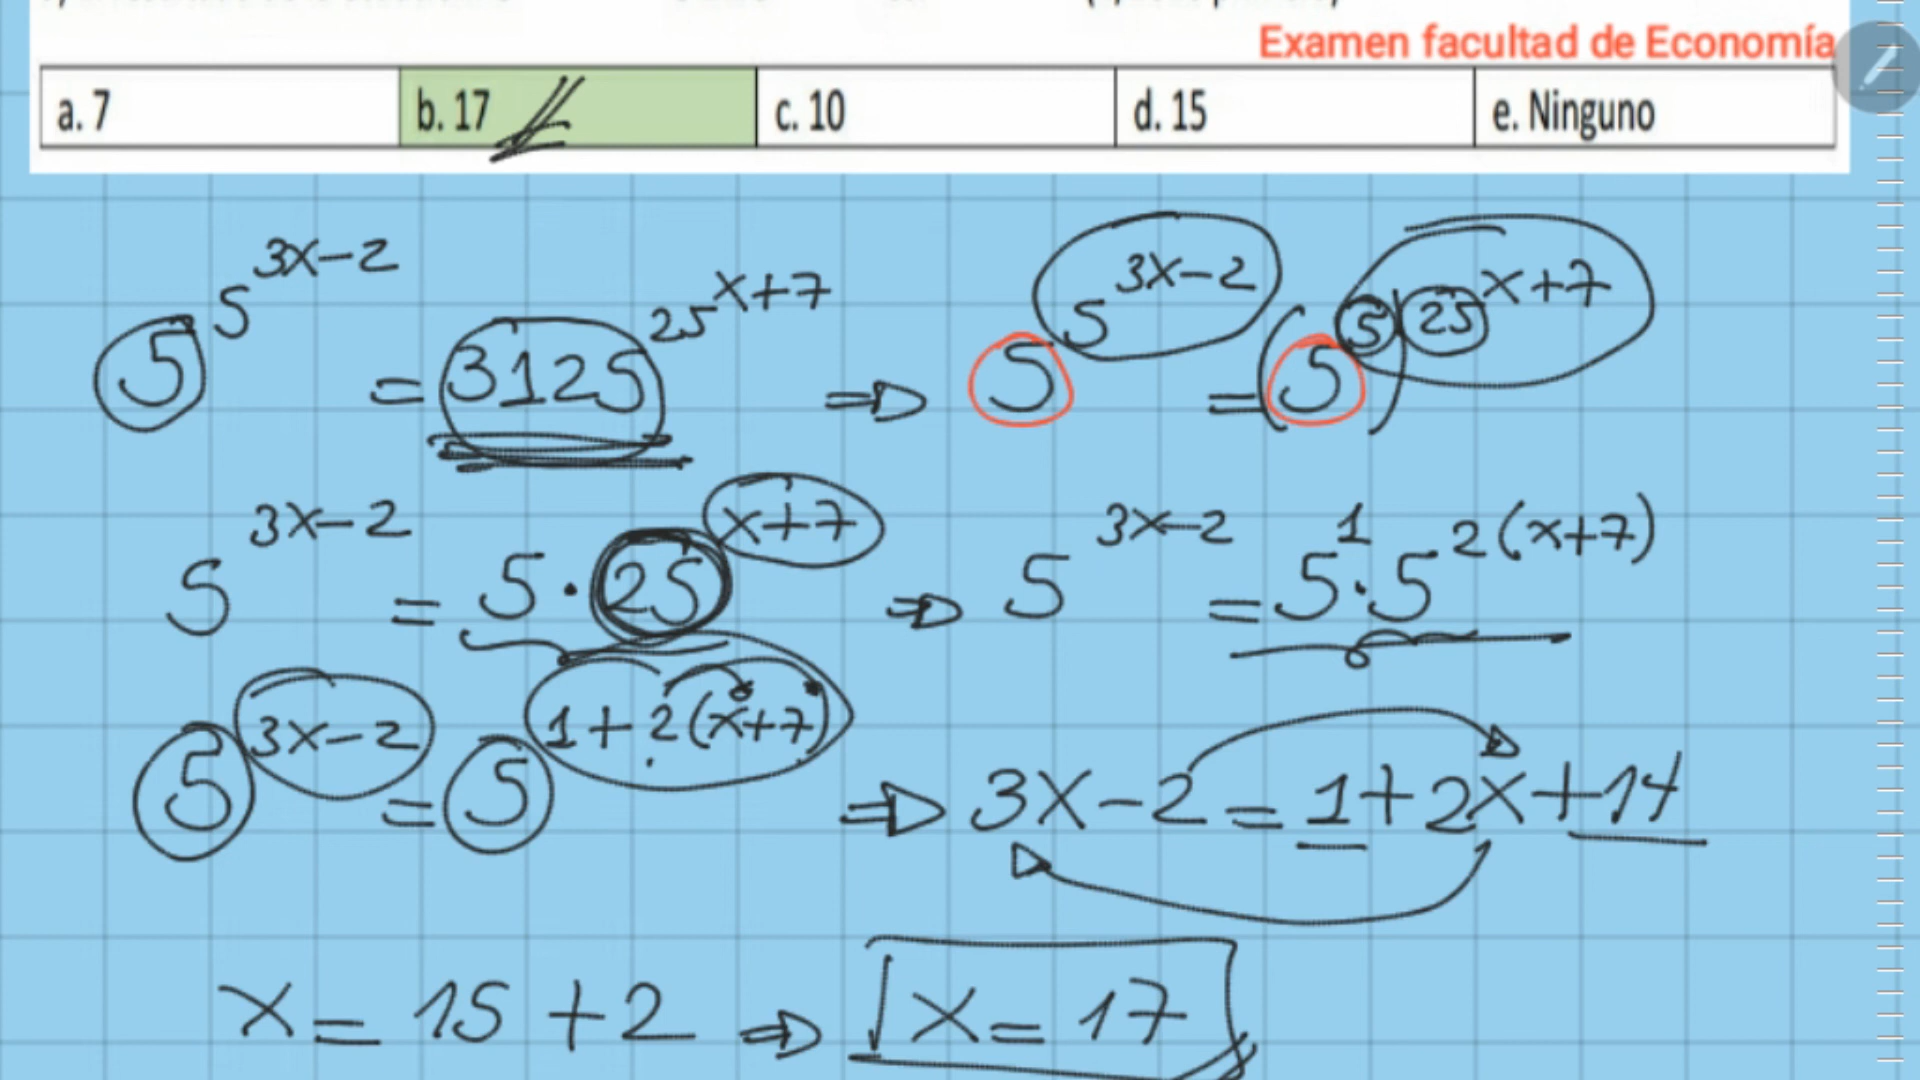 Examen facultad de Economía
a. 7 b. 17 c. 10 d. 15 e. Ninguno
5^5^(3x-2) = 3125^25^(x+7) ⇒ 5^5^(3x-2) = (5^5)^25^(x+7)
5^(3x-2) = 5 · 25^(x+7) ⇒ 5^(3x-2) = 5^1 · 5^2(x+7)
5^(3x-2) = 5^(1+2(x+7)) ⇒ 3x-2 = 1+2x+14
x = 15 + 2 ⇒ x = 17